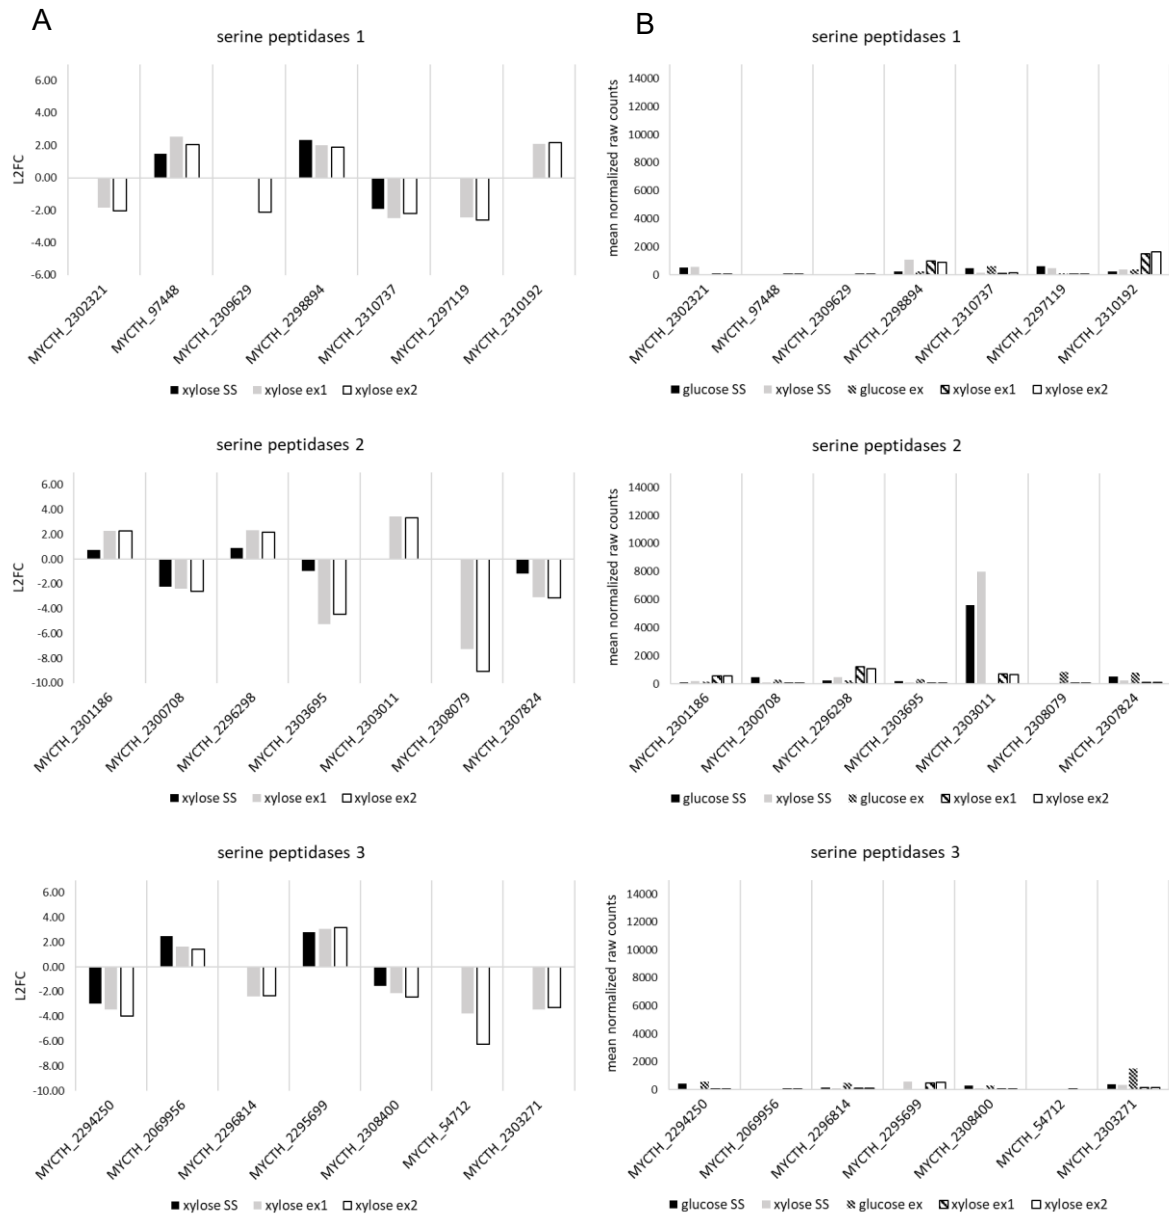 A
B
serine peptidases 1
L2FC
6.00
4.00
2.00
0.00
-2.00
-4.00
-6.00
MYCTH_2302321
MYCTH_97448
MYCTH_2309629
MYCTH_2298894
MYCTH_2310737
MYCTH_2297119
MYCTH_2310192
xylose SS xylose ex1 xylose ex2
serine peptidases 1
mean normalized raw counts
14000
12000
10000
8000
6000
4000
2000
0
MYCTH_2302321
MYCTH_97448
MYCTH_2309629
MYCTH_2298894
MYCTH_2310737
MYCTH_2297119
MYCTH_2310192
glucose SS xylose SS glucose ex xylose ex1 xylose ex2
serine peptidases 2
L2FC
6.00
4.00
2.00
0.00
-2.00
-4.00
-6.00
-8.00
-10.00
MYCTH_2301186
MYCTH_2300708
MYCTH_2296298
MYCTH_2303695
MYCTH_2303011
MYCTH_2308079
MYCTH_2307824
xylose SS xylose ex1 xylose ex2
serine peptidases 2
mean normalized raw counts
14000
12000
10000
8000
6000
4000
2000
0
MYCTH_2301186
MYCTH_2300708
MYCTH_2296298
MYCTH_2303695
MYCTH_2303011
MYCTH_2308079
MYCTH_2307824
glucose SS xylose SS glucose ex xylose ex1 xylose ex2
serine peptidases 3
L2FC
6.00
4.00
2.00
0.00
-2.00
-4.00
-6.00
-8.00
-10.00
MYCTH_2294250
MYCTH_2069956
MYCTH_2296814
MYCTH_2295699
MYCTH_2308400
MYCTH_54712
MYCTH_2303271
xylose SS xylose ex1 xylose ex2
serine peptidases 3
mean normalized raw counts
14000
12000
10000
8000
6000
4000
2000
0
MYCTH_2294250
MYCTH_2069956
MYCTH_2296814
MYCTH_2295699
MYCTH_2308400
MYCTH_54712
MYCTH_2303271
glucose SS xylose SS glucose ex xylose ex1 xylose ex2